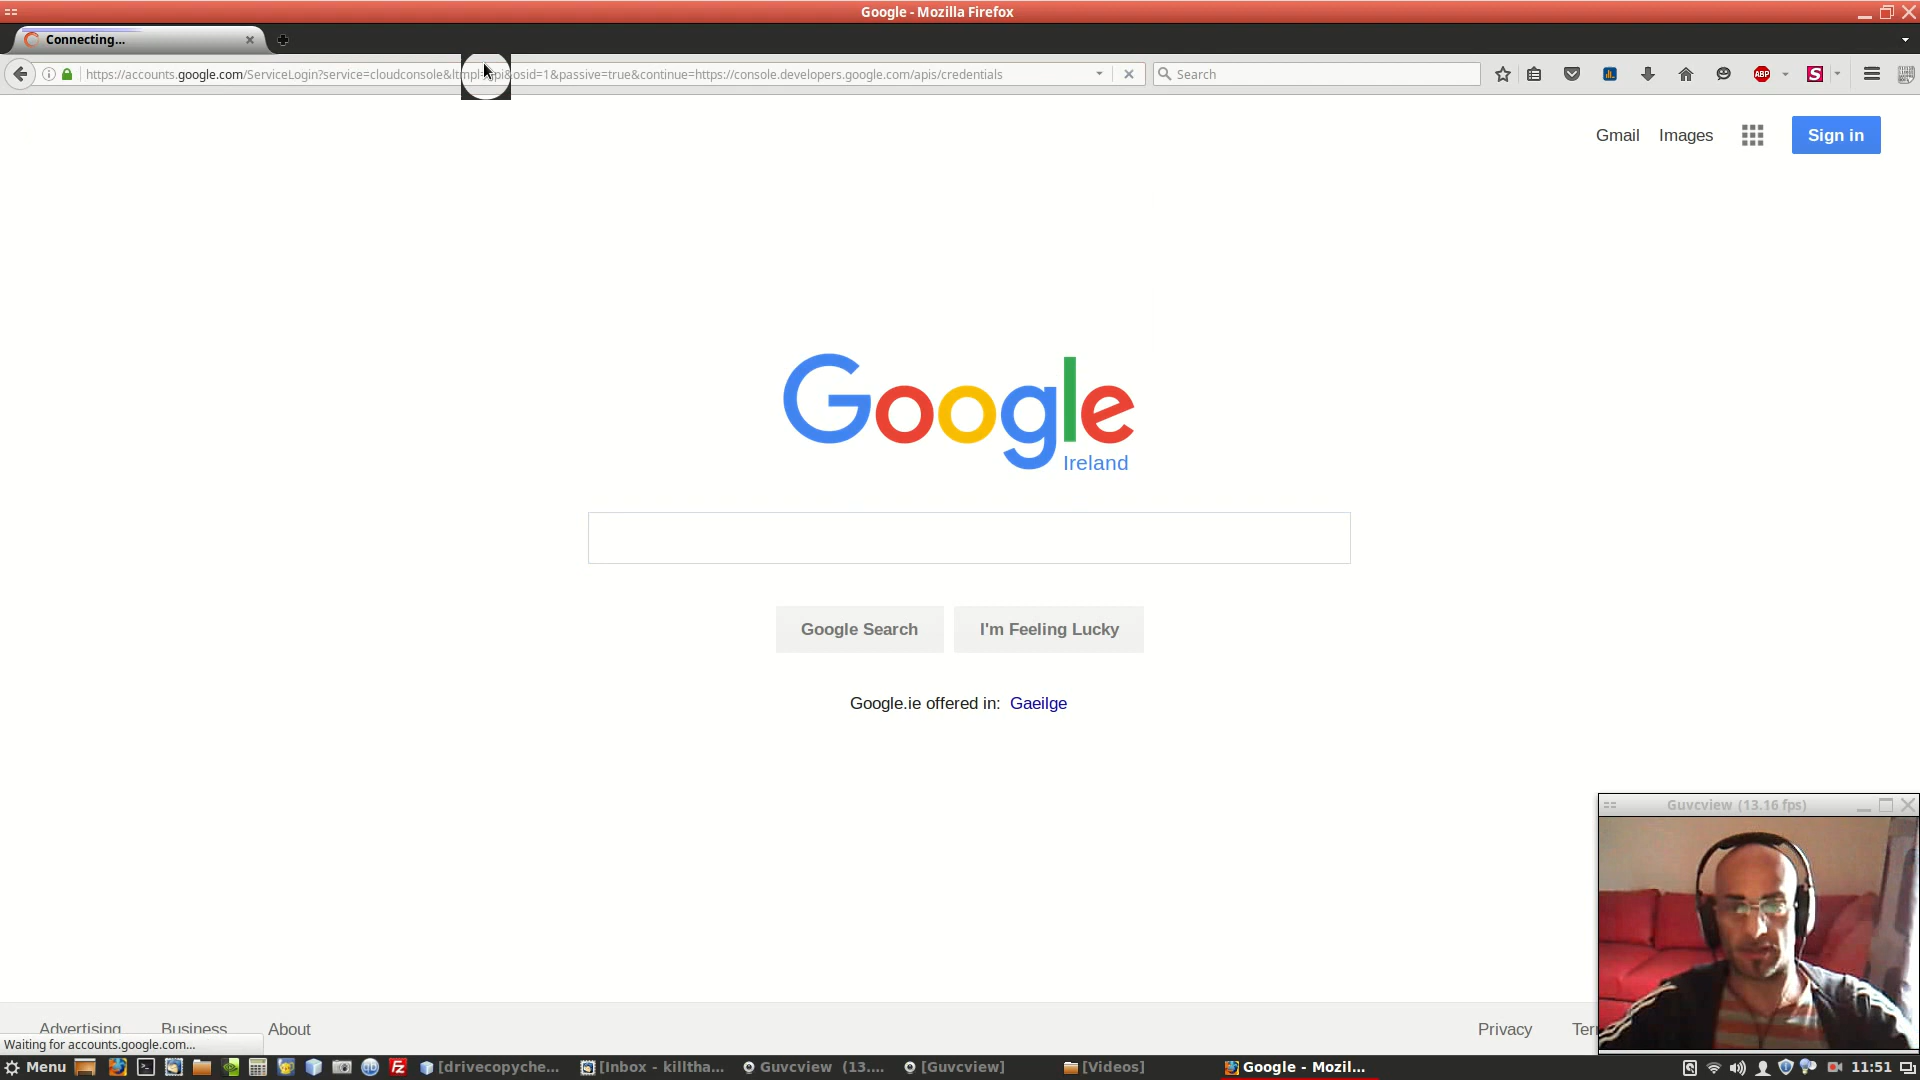 Google - Mozilla Firefox
Connecting...
https://accounts.google.com/ServiceLogin?service=cloudconsole&ltmpl=api&osid=1&passive=true&continue=https://console.developers.google.com/apis/credentials
Search
ABP
S
Gmail Images Sign in
Google
Ireland
Google Search I'm Feeling Lucky
Google.ie offered in: Gaeilge
Guvcview (13.16 fps)
Advertising Business About Privacy
Waiting for accounts.google.com...
Menu qb Fz [drivecopyche... [Inbox - killtha... Guvcview (13.... [Guvcview] [Videos] Google - Mozil... 11:51